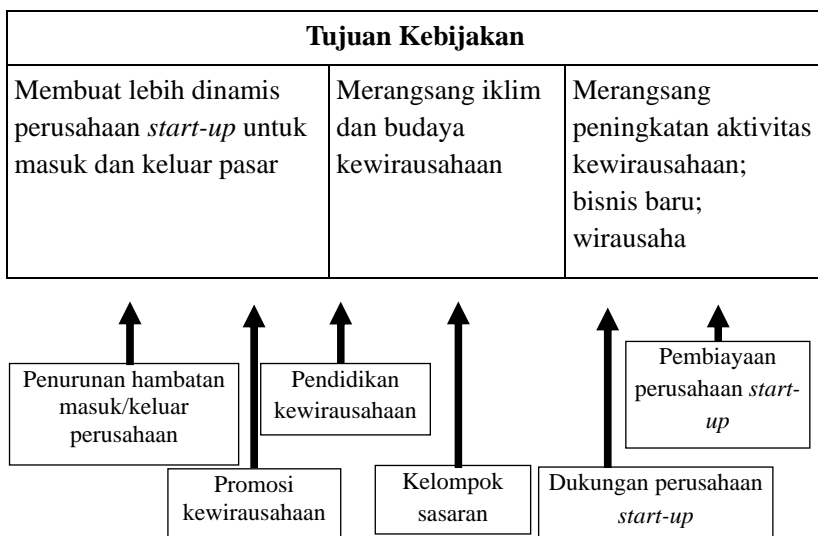 Tujuan Kebijakan
Membuat lebih dinamis
perusahaan start-up untuk
masuk dan keluar pasar
Merangsang iklim
dan budaya
kewirausahaan
Merangsang
peningkatan aktivitas
kewirausahaan;
bisnis baru;
wirausaha
Penurunan hambatan
masuk/keluar
perusahaan
Pendidikan
kewirausahaan
Pembiayaan
perusahaan start-
up
Promosi
kewirausahaan
Kelompok
sasaran
Dukungan perusahaan
start-up